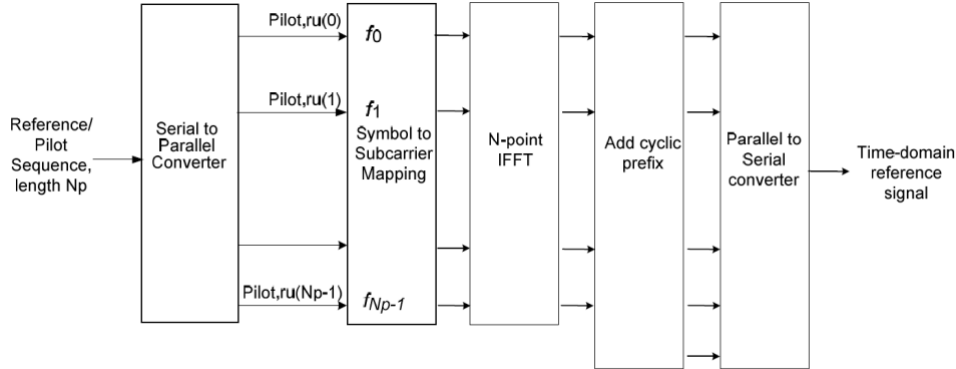 Reference/
Pilot
Sequence,
length Np
Serial to
Parallel
Converter
Pilot,ru(0)
Pilot,ru(1)
Pilot,ru(Np-1)
f0
f1
Symbol to
Subcarrier
Mapping
fNp-1
N-point
IFFT
Add cyclic
prefix
Parallel to
Serial
converter
Time-domain
reference
signal